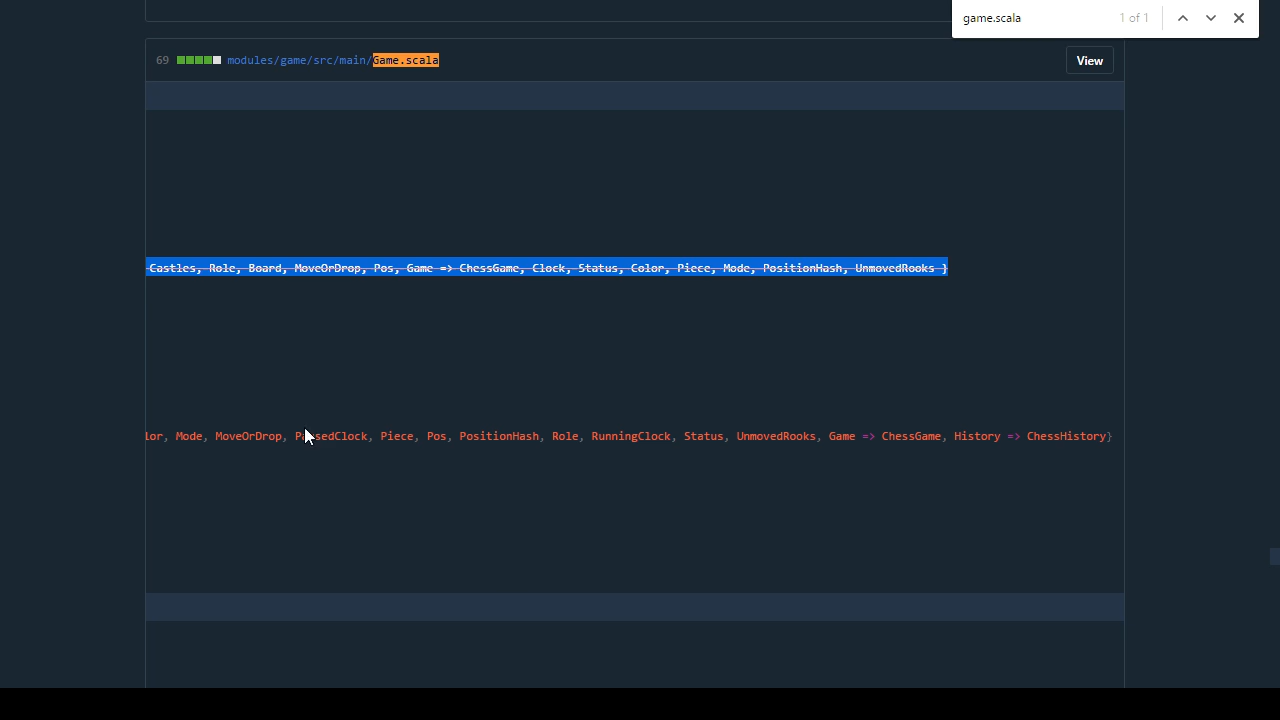 game.scala 1 of 1
69 modules/game/src/main/Game.scala View
Castles, Role, Board, MoveOrDrop, Pos, Game => ChessGame, Clock, Status, Color, Piece, Mode, PositionHash, UnmovedRooks }
lor, Mode, MoveOrDrop, PausedClock, Piece, Pos, PositionHash, Role, RunningClock, Status, UnmovedRooks, Game => ChessGame, History => ChessHistory}